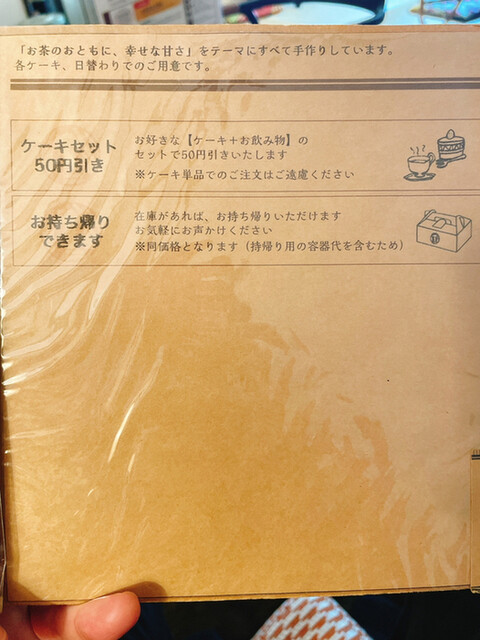 「お茶のおともに、幸せな甘さ」をテーマにすべて手作りしています。
各ケーキ、日替わりでのご用意です。
ケーキセット
50円引き
お好きな【ケーキ＋お飲み物】の
セットで50円引きいたします
※ケーキ単品でのご注文はご遠慮ください
お持ち帰り
できます
在庫があれば、お持ち帰りいただけます
お気軽にお声かけください
※同価格となります（持帰り用の容器代を含むため）